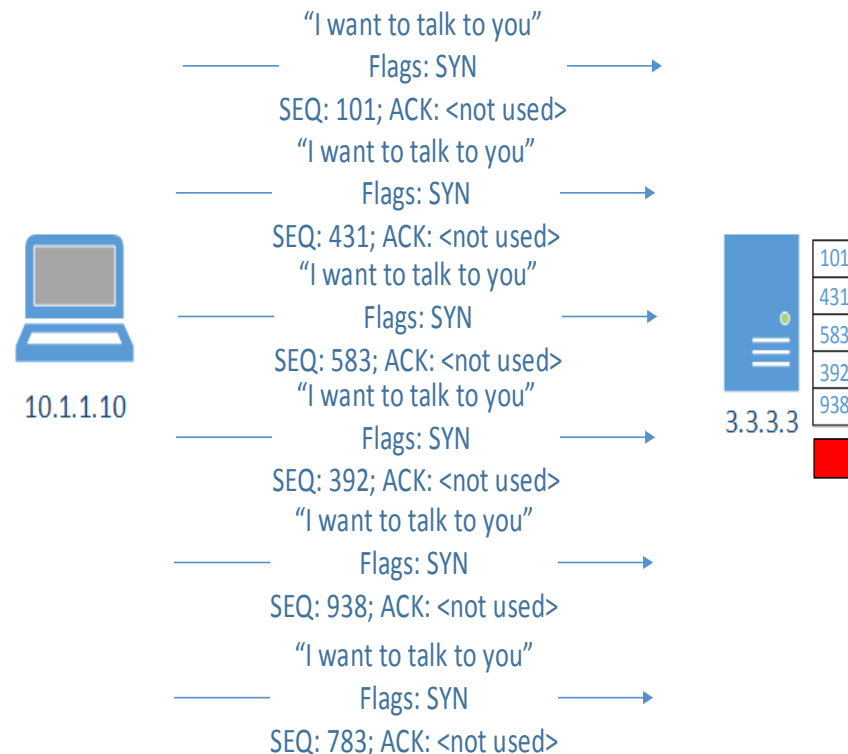 “I want to talk to you”
Flags: SYN
SEQ: 101; ACK: <not used>
“I want to talk to you”
Flags: SYN
SEQ: 431; ACK: <not used>
“I want to talk to you”
Flags: SYN
SEQ: 583; ACK: <not used>
“I want to talk to you”
Flags: SYN
SEQ: 392; ACK: <not used>
“I want to talk to you”
Flags: SYN
SEQ: 938; ACK: <not used>
“I want to talk to you”
Flags: SYN
SEQ: 783; ACK: <not used>
10.1.1.10
3.3.3.3
101
431
583
392
938